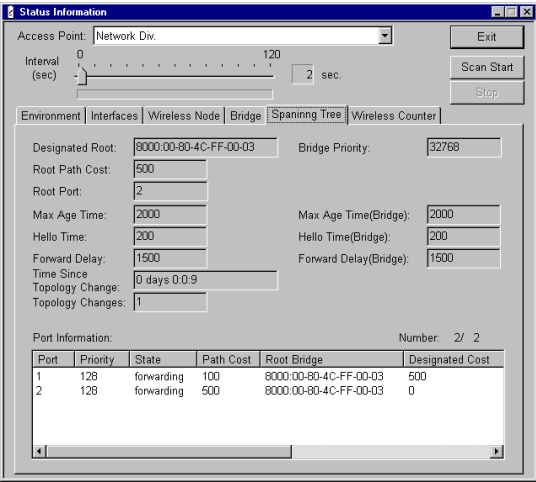 Status Information
Access Point: Network Div. Exit
0 120
Interval (sec) 2 sec. Scan Start
Stop
Environment Interfaces Wireless Node Bridge Spaninng Tree Wireless Counter
Designated Root: 8000:00-80-4C-FF-00-03 Bridge Priority: 32768
Root Path Cost: 500
Root Port: 2
Max Age Time: 2000 Max Age Time(Bridge): 2000
Hello Time: 200 Hello Time(Bridge): 200
Forward Delay: 1500 Forward Delay(Bridge): 1500
Time Since Topology Change: 0 days 0:0:9
Topology Changes: 1
Port Information: Number: 2/ 2
Port Priority State Path Cost Root Bridge Designated Cost
1 128 forwarding 100 8000:00-80-4C-FF-00-03 500
2 128 forwarding 500 8000:00-80-4C-FF-00-03 0